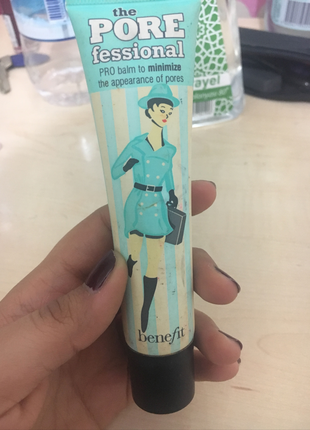 the
PORE
fessional
PRO balm to minimize
the appearance of pores
benefit